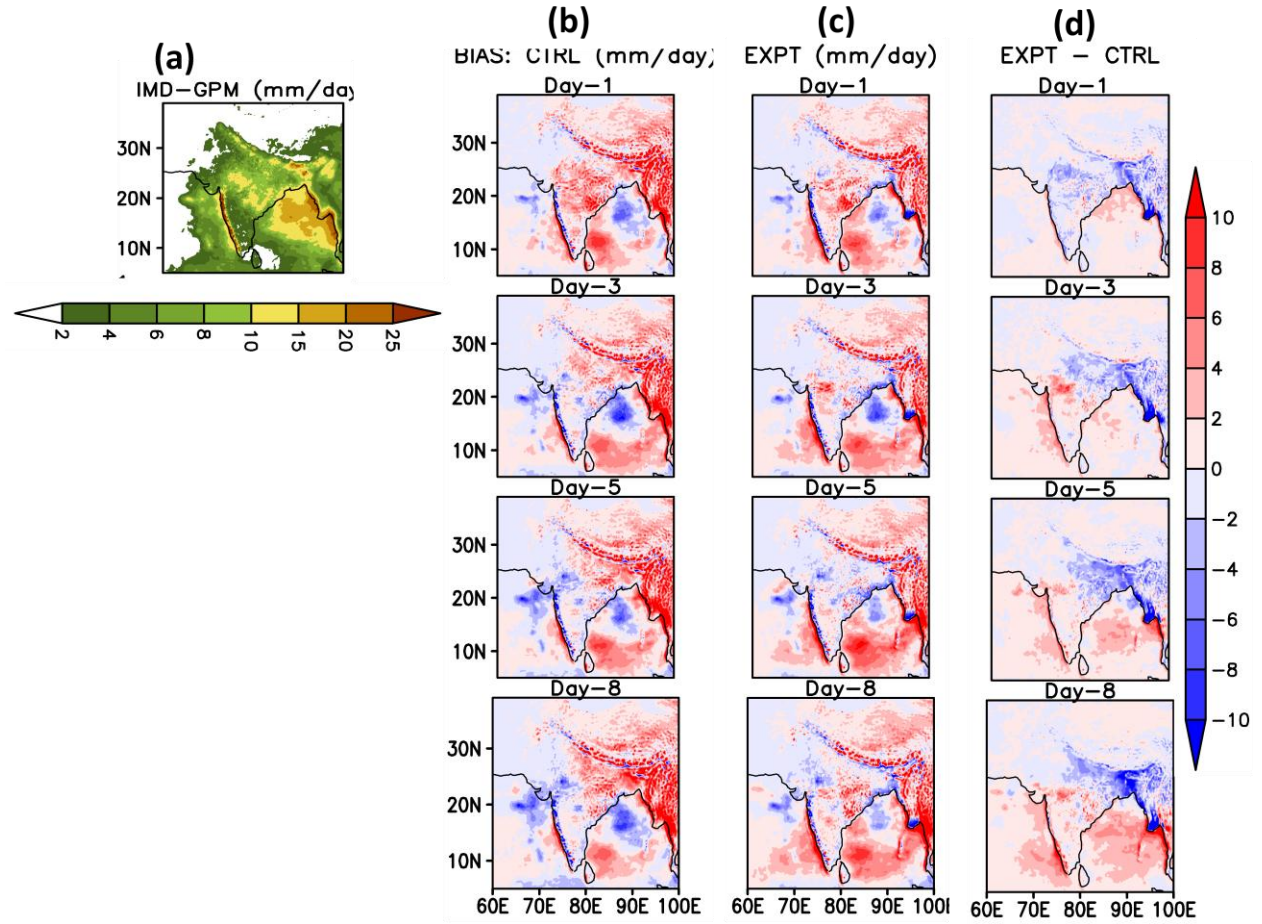 (a)
IMD−GPM (mm/day
30N
20N
10N
2 4 6 8 10 15 20 25
(b)
BIAS: CTRL (mm/day)
Day−1
30N
20N
10N
Day−3
30N
20N
10N
Day−5
30N
20N
10N
Day−8
30N
20N
10N
60E 70E 80E 90E 100E
(c)
EXPT (mm/day)
Day−1
Day−3
Day−5
Day−8
60E 70E 80E 90E 100E
(d)
EXPT − CTRL
Day−1
Day−3
Day−5
Day−8
60E 70E 80E 90E 100E
10
8
6
4
2
0
−2
−4
−6
−8
−10